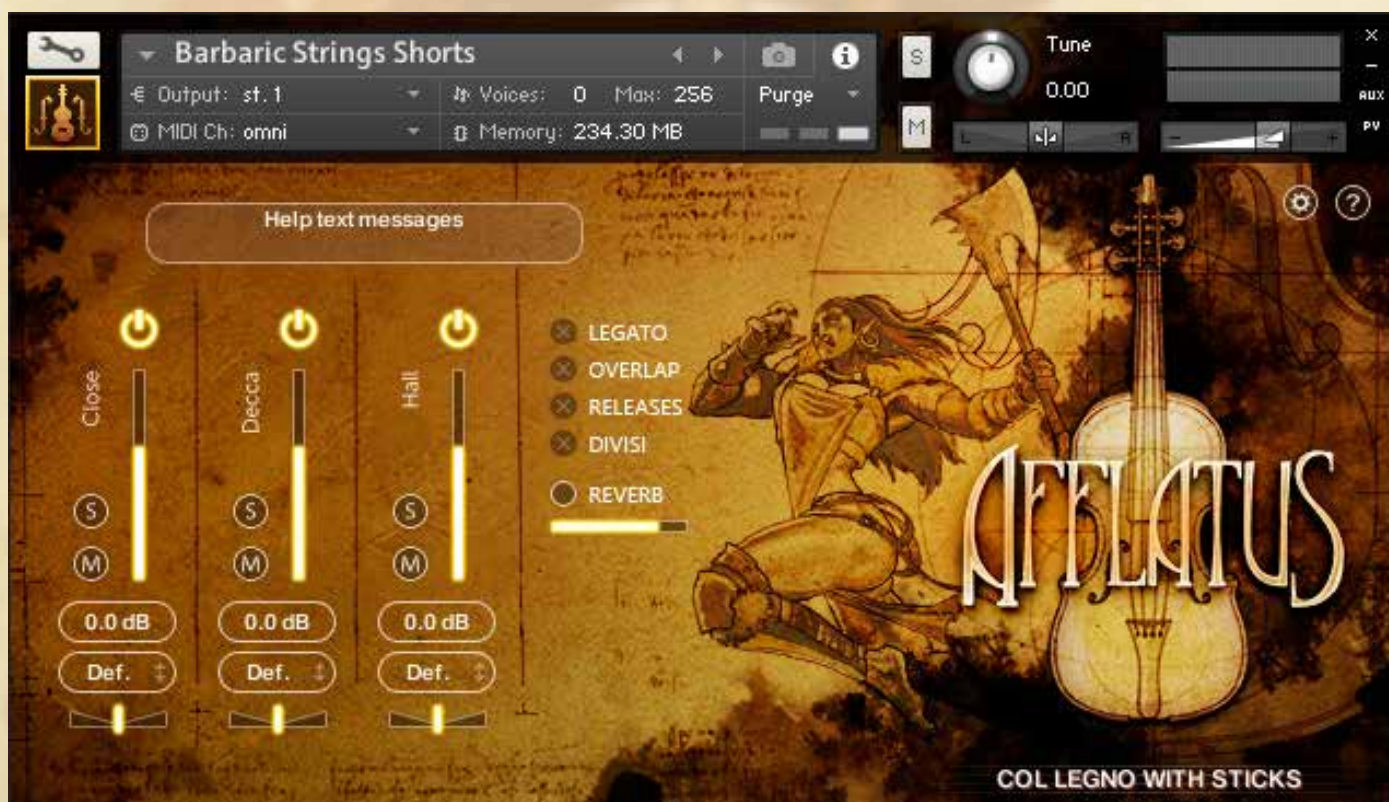 Barbaric Strings Shorts
Output: st. 1 Voices: 0 Max: 256 Purge
MIDI Ch: omni Memory: 234.30 MB
S
M
Tune
0.00
L R
- +
×
–
AUX
PV
i
?
Help text messages
Close
Decca
Hall
S S S
M M M
0.0 dB 0.0 dB 0.0 dB
Def. Def. Def.
LEGATO
OVERLAP
RELEASES
DIVISI
REVERB
AFFLATUS
COL LEGNO WITH STICKS